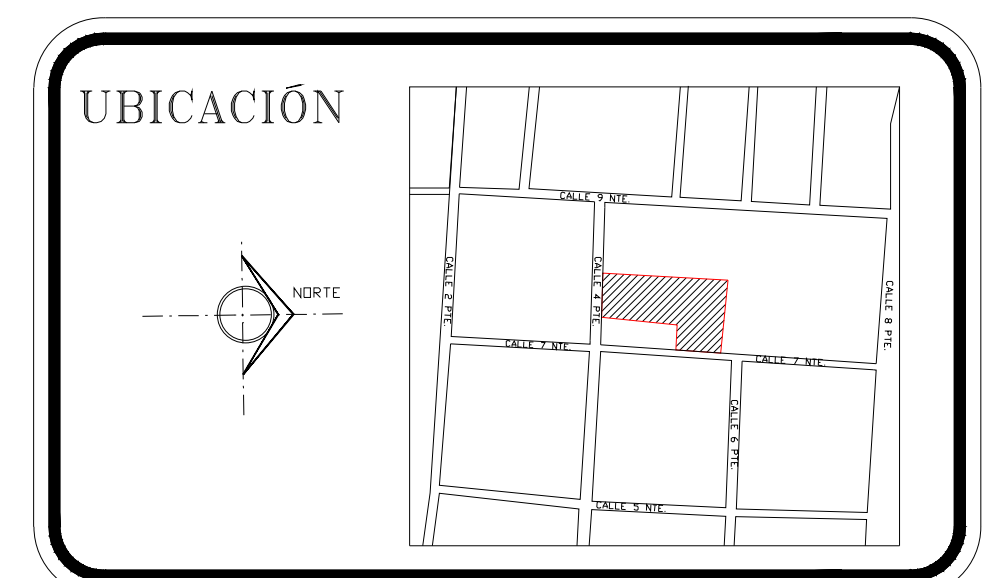 UBICACIÓN
NORTE
CALLE 9 NTE.
CALLE 2 PTE.
CALLE 4 PTE.
CALLE 8 PTE.
CALLE 7 NTE.
CALLE 7 NTE.
CALLE 6 PTE.
CALLE 5 NTE.